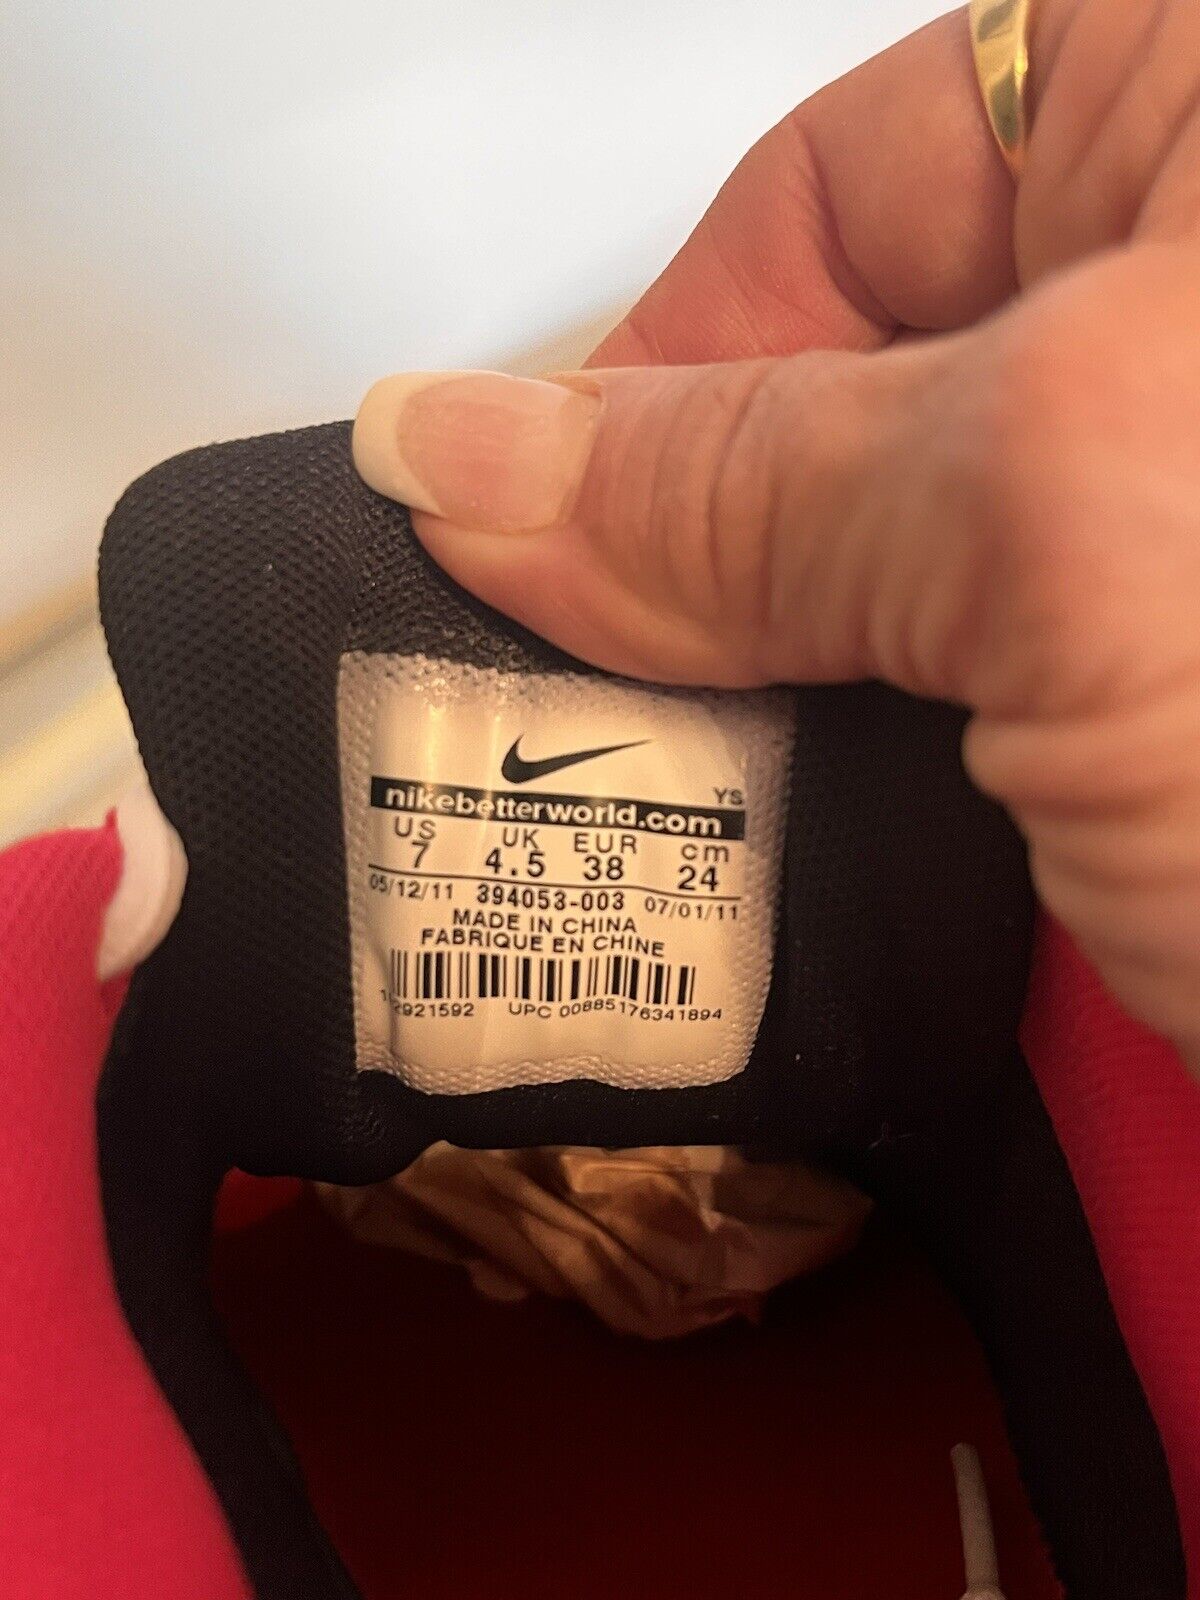 YS
nikebetterworld.com
US UK EUR cm
7 4.5 38 24
05/12/11 394053-003 07/01/11
MADE IN CHINA
FABRIQUE EN CHINE
UPC 00885176341894